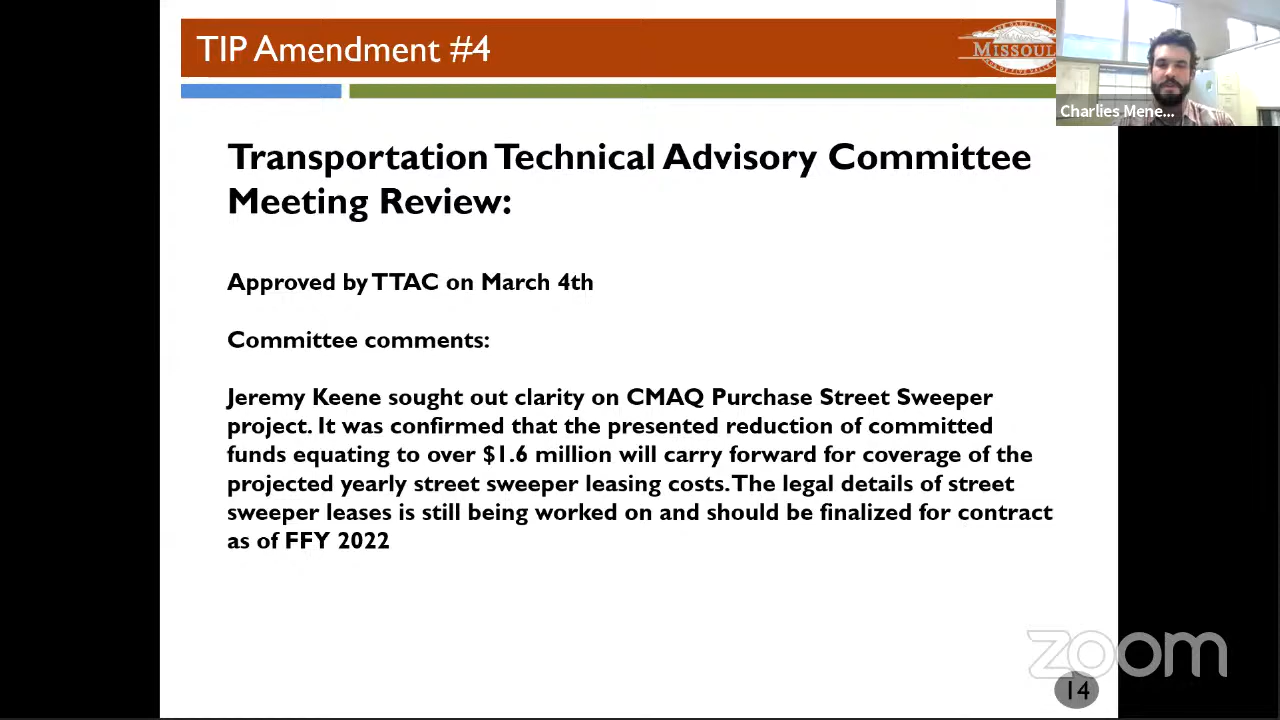 TIP Amendment #4
MISSOUL
Charlies Mene...
Transportation Technical Advisory Committee
Meeting Review:
Approved by TTAC on March 4th
Committee comments:
Jeremy Keene sought out clarity on CMAQ Purchase Street Sweeper
project. It was confirmed that the presented reduction of committed
funds equating to over $1.6 million will carry forward for coverage of the
projected yearly street sweeper leasing costs. The legal details of street
sweeper leases is still being worked on and should be finalized for contract
as of FFY 2022
zoom
14